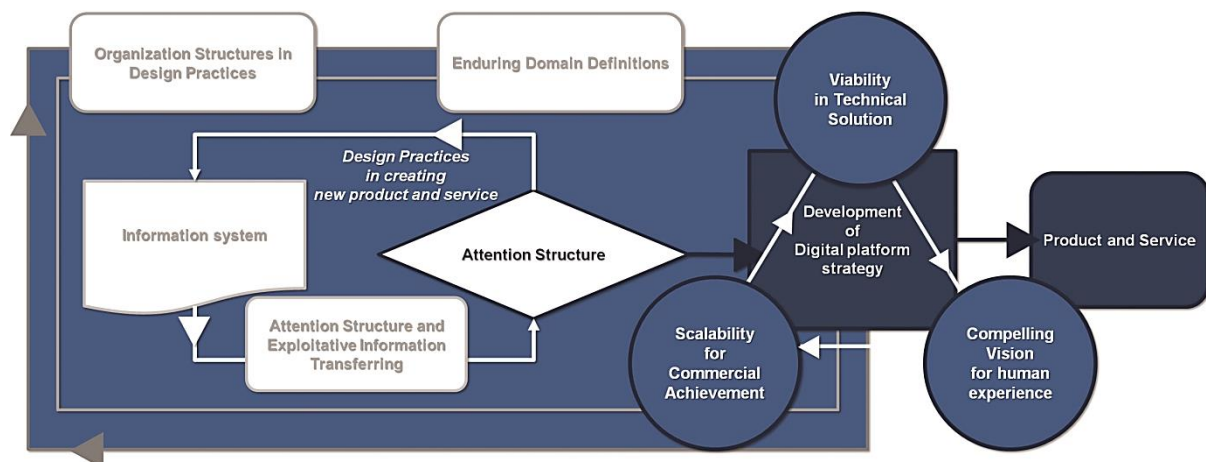 Organization Structures in
Design Practices
Enduring Domain Definitions
Viability
in Technical
Solution
Design Practices
in creating
new product and service
Information system
Attention Structure
Development
of
Digital platform
strategy
Product and Service
Attention Structure and
Exploitative Information
Transferring
Scalability
for
Commercial
Achievement
Compelling
Vision
for human
experience